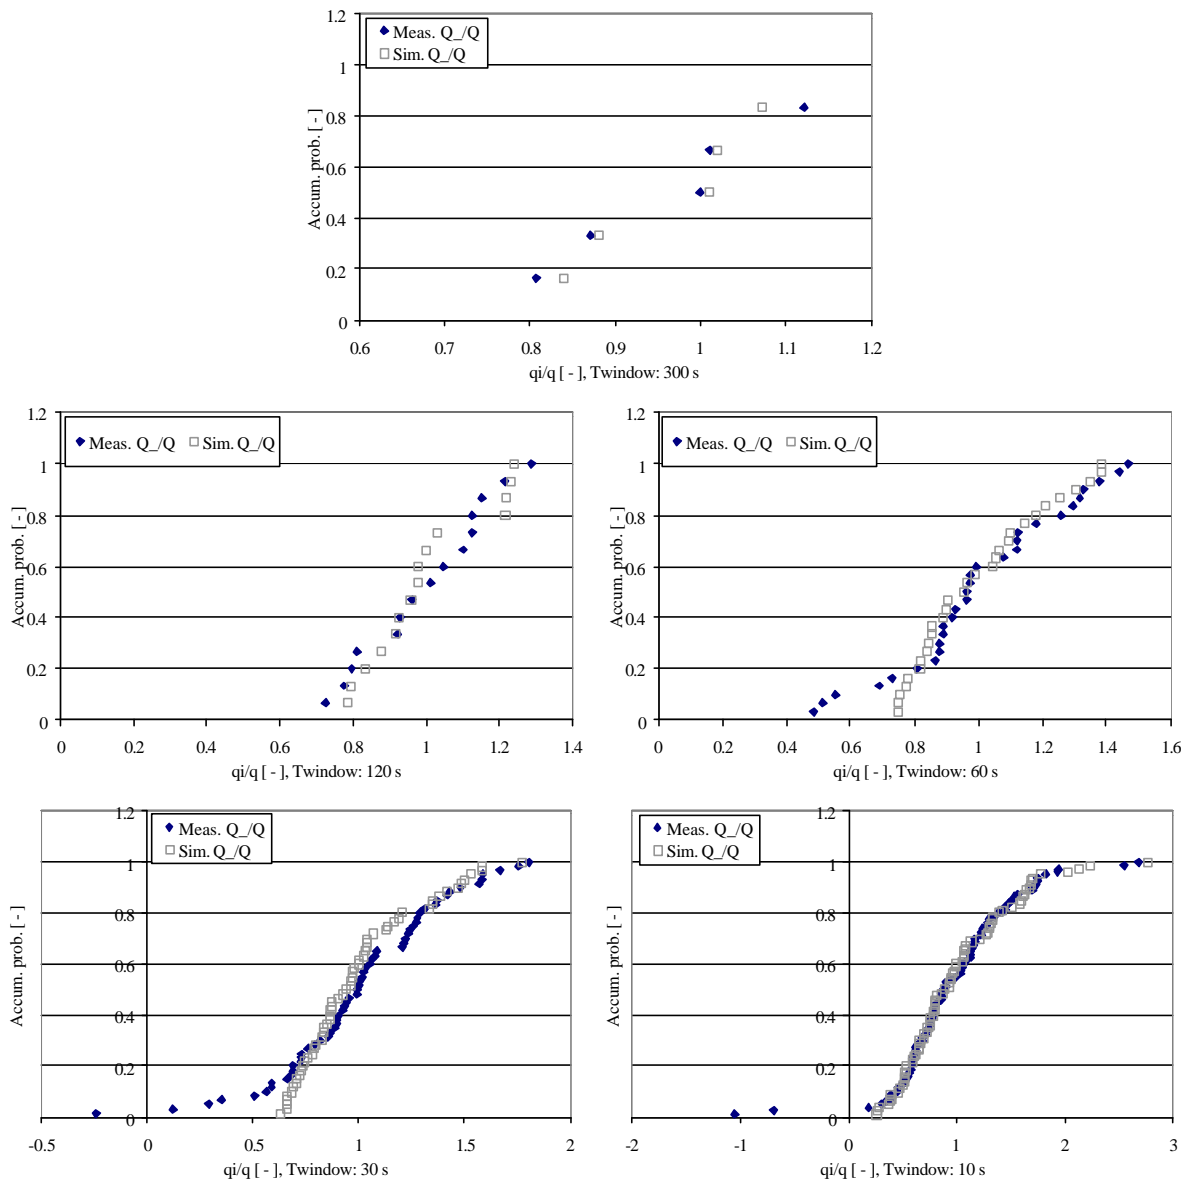 1.2
Meas. Q_/Q
Sim. Q_/Q
1
0.8
0.6
0.4
0.2
0
Accum. prob. [ - ]
0.6 0.7 0.8 0.9 1 1.1 1.2
qi/q [ - ], Twindow: 300 s
1.2
Meas. Q_/Q Sim. Q_/Q
1
0.8
0.6
0.4
0.2
0
Accum. prob. [ - ]
0 0.2 0.4 0.6 0.8 1 1.2 1.4
qi/q [ - ], Twindow: 120 s
1.2
Meas. Q_/Q Sim. Q_/Q
1
0.8
0.6
0.4
0.2
0
Accum. prob. [ - ]
0 0.2 0.4 0.6 0.8 1 1.2 1.4 1.6
qi/q [ - ], Twindow: 60 s
1.2
Meas. Q_/Q
Sim. Q_/Q
1
0.8
0.6
0.4
0.2
0
Accum. prob. [ - ]
-0.5 0 0.5 1 1.5 2
qi/q [ - ], Twindow: 30 s
1.2
Meas. Q_/Q
Sim. Q_/Q
1
0.8
0.6
0.4
0.2
0
Accum. prob. [ - ]
-2 -1 0 1 2 3
qi/q [ - ], Twindow: 10 s